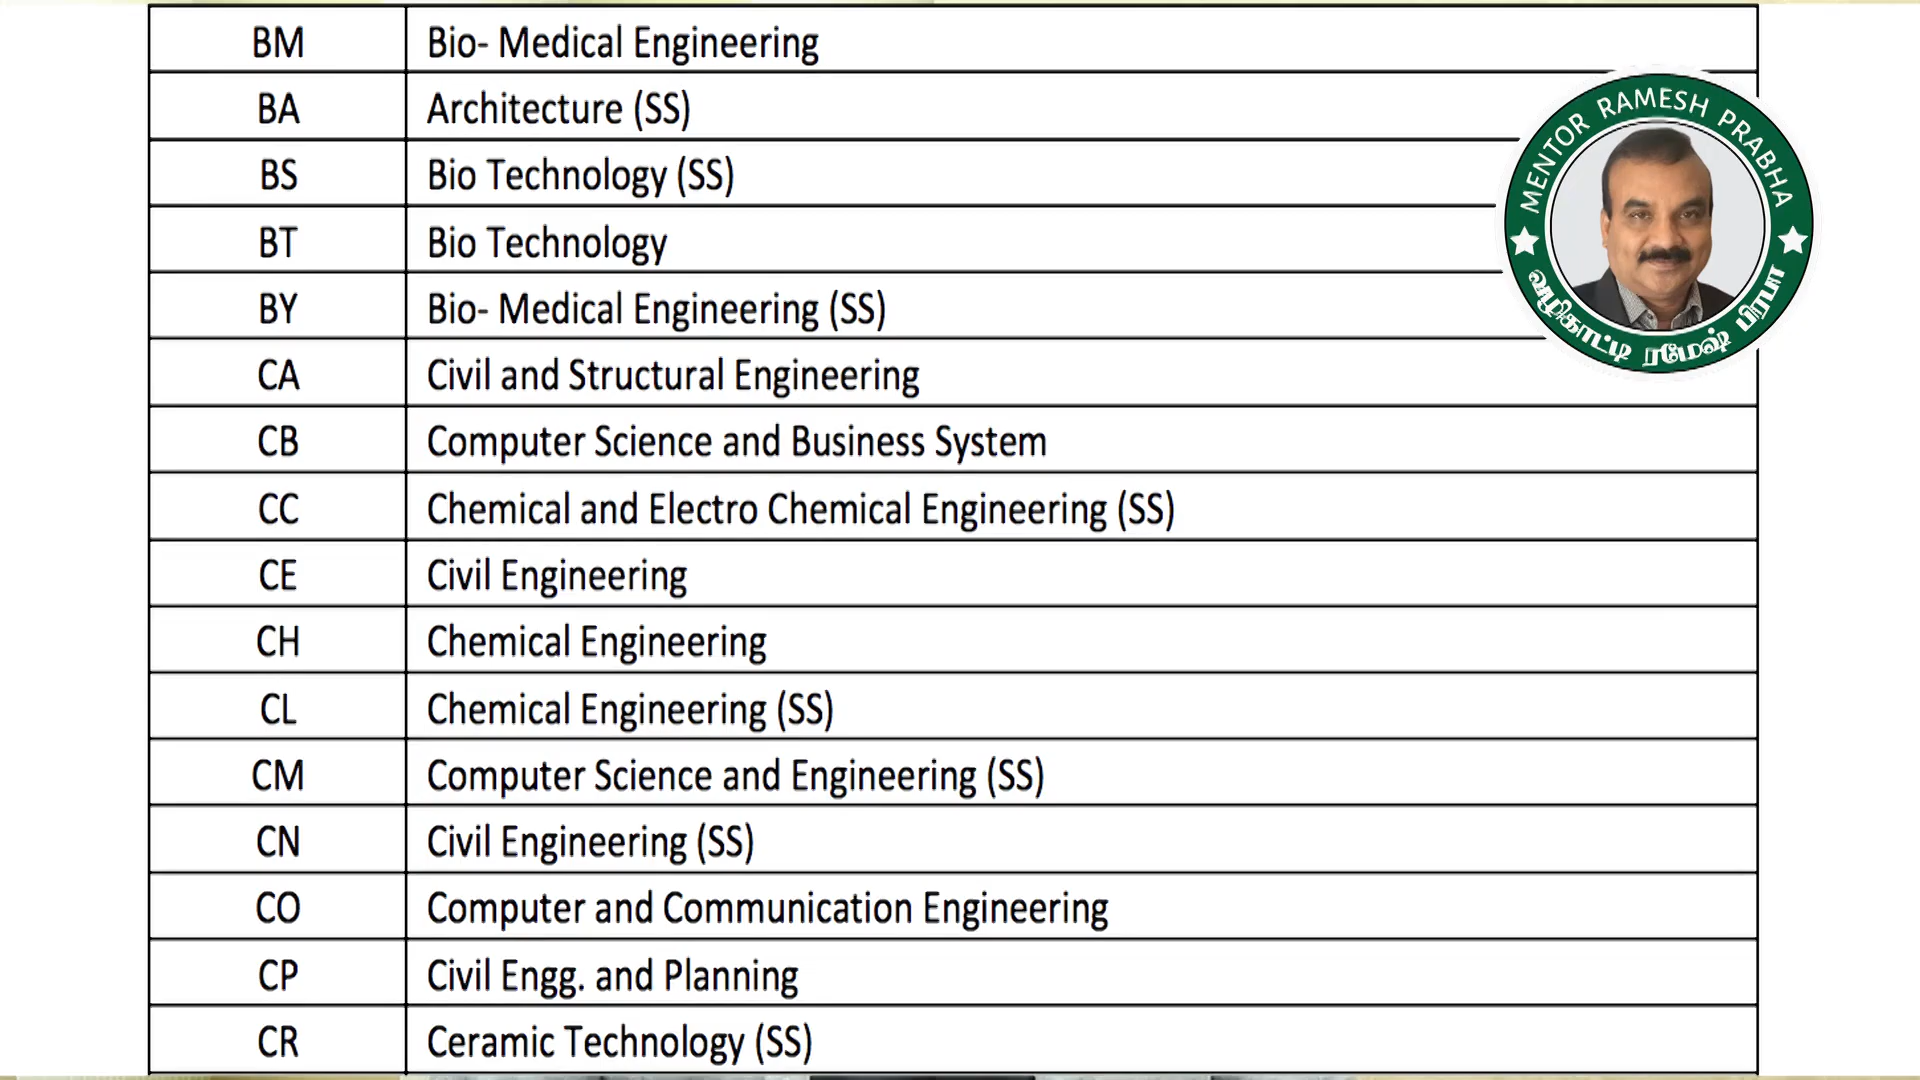 BM Bio- Medical Engineering
BA Architecture (SS)
BS Bio Technology (SS)
BT Bio Technology
BY Bio- Medical Engineering (SS)
CA Civil and Structural Engineering
CB Computer Science and Business System
CC Chemical and Electro Chemical Engineering (SS)
CE Civil Engineering
CH Chemical Engineering
CL Chemical Engineering (SS)
CM Computer Science and Engineering (SS)
CN Civil Engineering (SS)
CO Computer and Communication Engineering
CP Civil Engg. and Planning
CR Ceramic Technology (SS)
MENTOR RAMESH PRABHA
வழிகாட்டி ரமேஷ் பிரபா